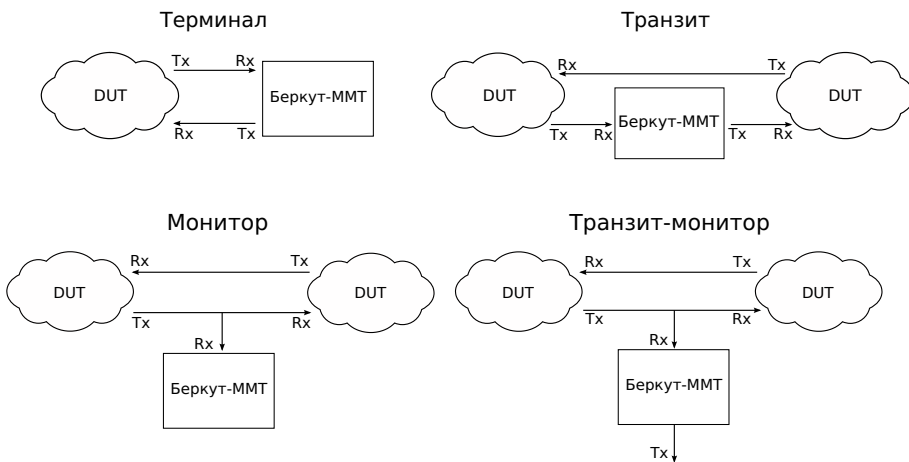 Терминал
Tx Rx
DUT
Беркут-ММТ
Rx Tx
Транзит
Rx Tx
DUT
DUT
Беркут-ММТ
Tx Rx
Tx Rx
Монитор
Rx Tx
DUT
DUT
Tx Rx
Rx
Беркут-ММТ
Транзит-монитор
Rx Tx
DUT
DUT
Tx Rx
Rx
Беркут-ММТ
Tx